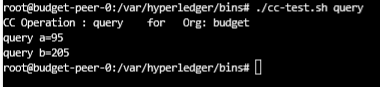 root@budget-peer-0:/var/hyperledger/bins# ./cc-test.sh query
CC Operation : query    for  Org: budget
query a=95
query b=205
root@budget-peer-0:/var/hyperledger/bins#